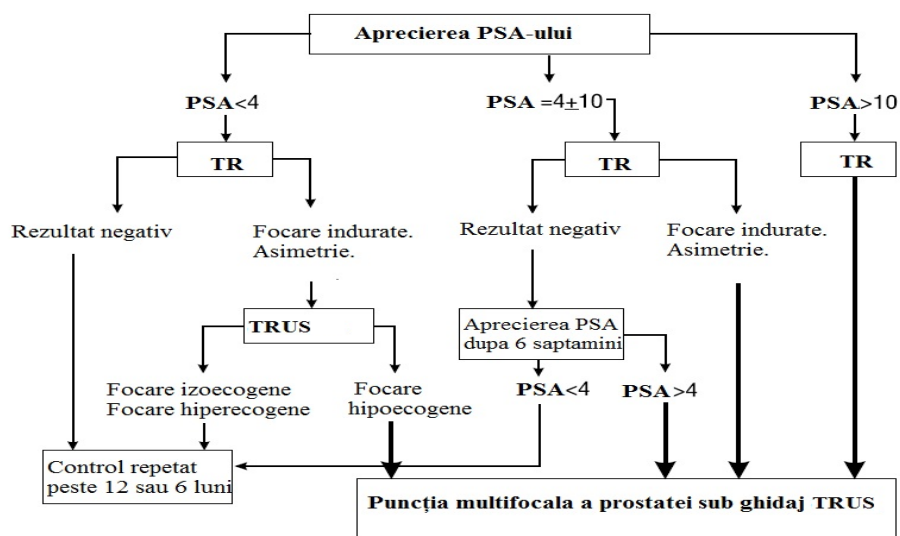 Aprecierea PSA-ului
PSA<4
PSA =4±10
PSA>10
TR
TR
TR
Rezultat negativ
Focare indurate.
Asimetrie.
Rezultat negativ
Focare indurate.
Asimetrie.
TRUS
Aprecierea PSA
dupa 6 saptamini
Focare izoecogene
Focare hiperecogene
Focare
hipoecogene
PSA<4
PSA>4
Control repetat
peste 12 sau 6 luni
Puncția multifocala a prostatei sub ghidaj TRUS